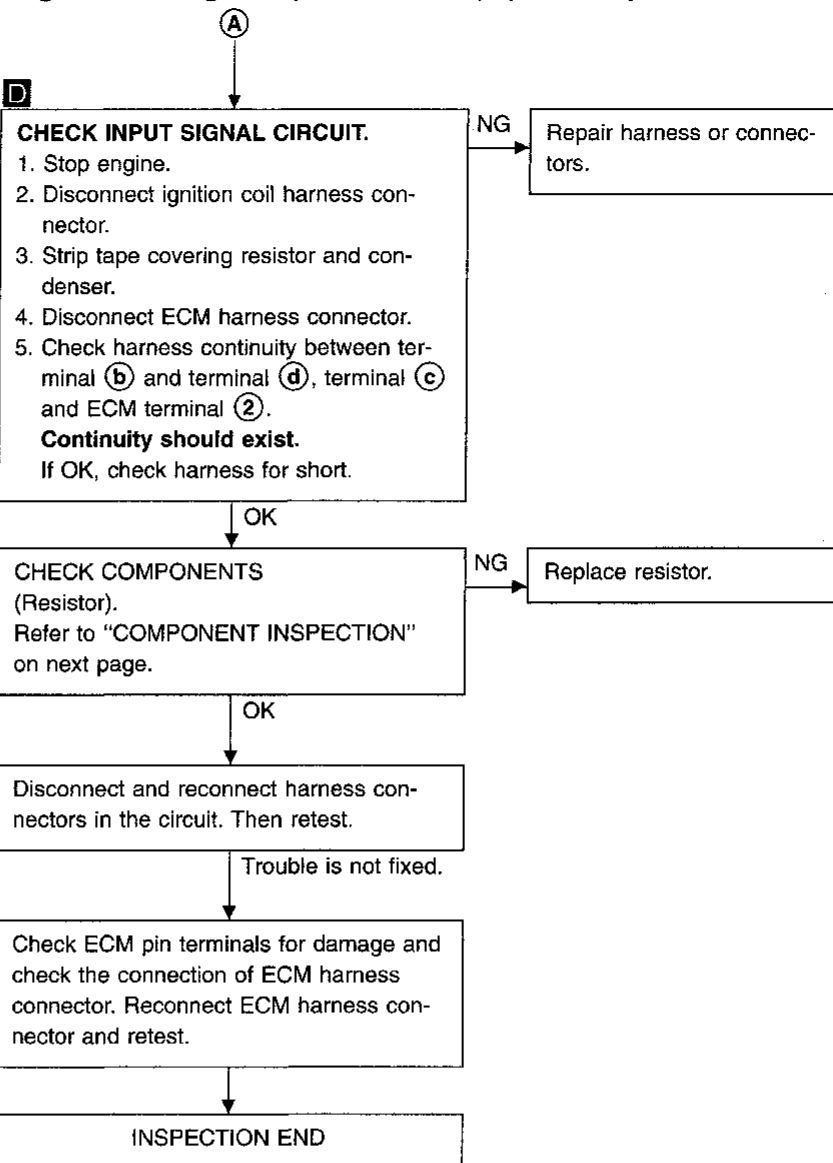 A
D
CHECK INPUT SIGNAL CIRCUIT.
1. Stop engine.
2. Disconnect ignition coil harness con-
nector.
3. Strip tape covering resistor and con-
denser.
4. Disconnect ECM harness connector.
5. Check harness continuity between ter-
minal b and terminal d, terminal c
and ECM terminal 2.
Continuity should exist.
If OK, check harness for short.
NG
Repair harness or connec-
tors.
OK
CHECK COMPONENTS
(Resistor).
Refer to “COMPONENT INSPECTION”
on next page.
NG
Replace resistor.
OK
Disconnect and reconnect harness con-
nectors in the circuit. Then retest.
Trouble is not fixed.
Check ECM pin terminals for damage and
check the connection of ECM harness
connector. Reconnect ECM harness con-
nector and retest.
INSPECTION END